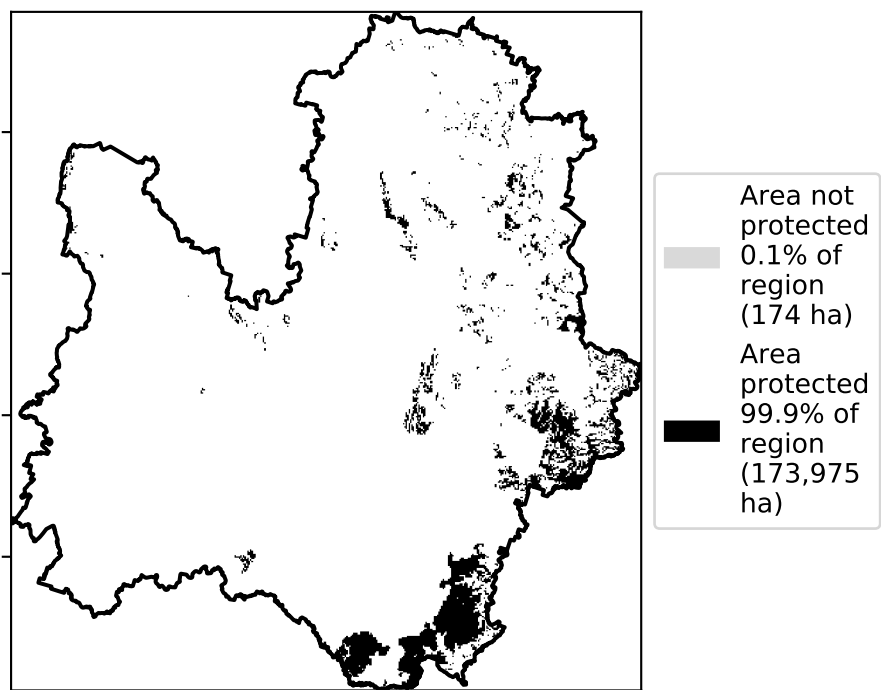 Area not
protected
0.1% of
region
(174 ha)
Area
protected
99.9% of
region
(173,975
ha)